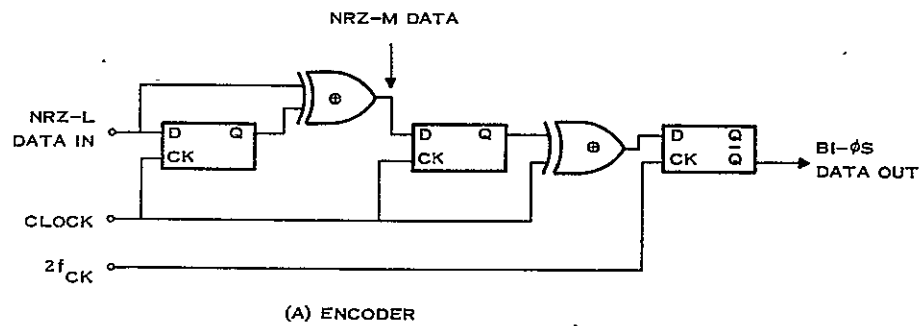 NRZ-M DATA
NRZ-L
DATA IN
D Q
CK
⊕
D Q
CK
⊕
D Q
CK Q̅
BI-φS
DATA OUT
CLOCK
2fCK
(A) ENCODER